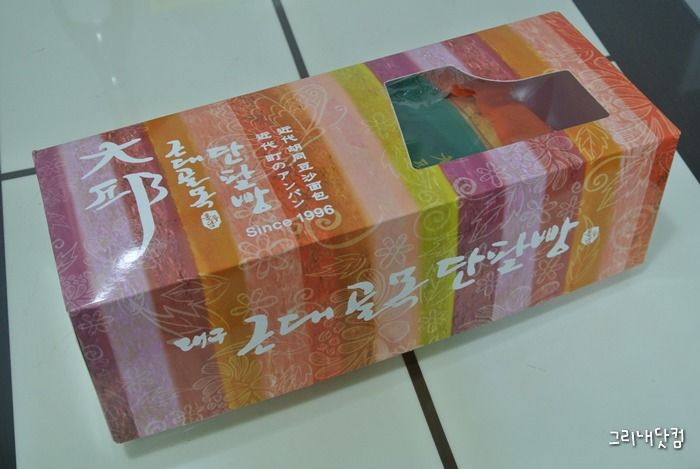 大邱
근대골목
단팥빵
近代胡同豆沙面包
近代町のアンパン
Since 1996
대구 근대골목단팥빵
그리내닷컴